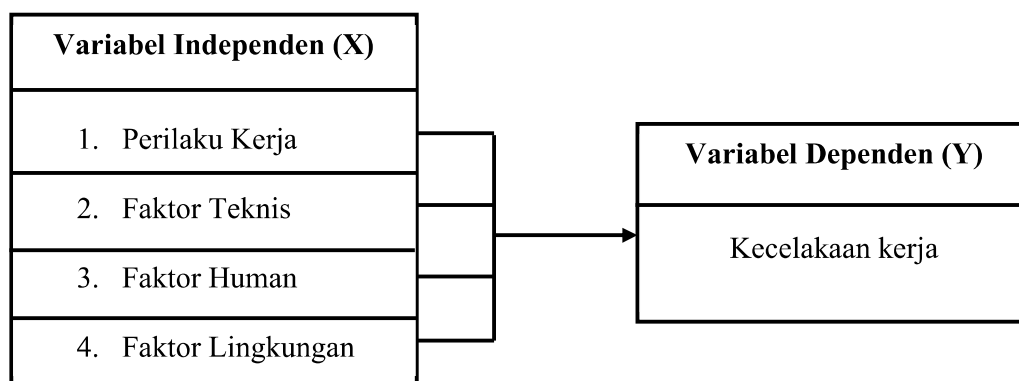 Variabel Independen (X)
1. Perilaku Kerja
2. Faktor Teknis
3. Faktor Human
4. Faktor Lingkungan
Variabel Dependen (Y)
Kecelakaan kerja